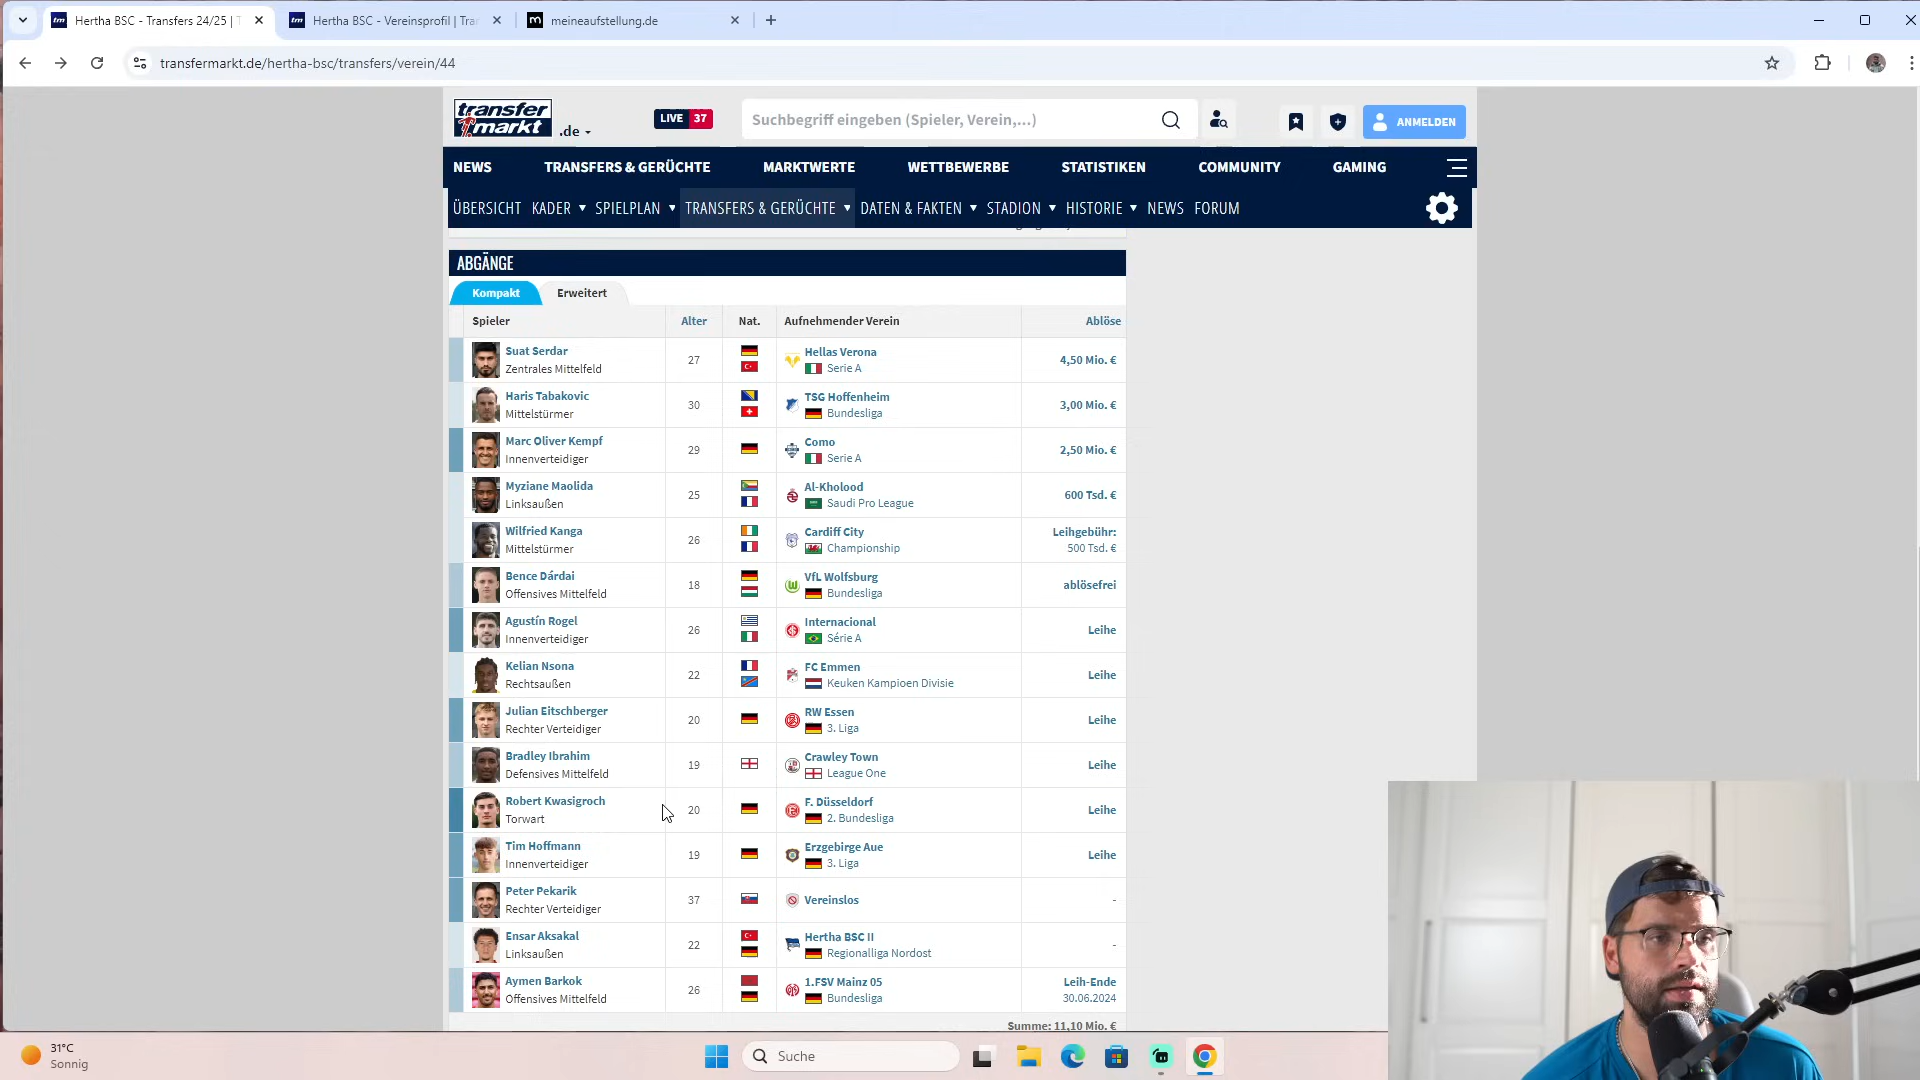 Hertha BSC - Transfers 24/25 | T
Hertha BSC - Vereinsprofil | Tra
meineaufstellung.de
transfermarkt.de/hertha-bsc/transfers/verein/44
transfer
markt
.de
LIVE 37
Suchbegriff eingeben (Spieler, Verein,...)
ANMELDEN
NEWS TRANSFERS & GERÜCHTE MARKTWERTE WETTBEWERBE STATISTIKEN COMMUNITY GAMING
ÜBERSICHT KADER SPIELPLAN TRANSFERS & GERÜCHTE DATEN & FAKTEN STADION HISTORIE NEWS FORUM
ABGÄNGE
Kompakt Erweitert
Spieler Alter Nat. Aufnehmender Verein Ablöse
Suat Serdar
Zentrales Mittelfeld
27
Hellas Verona
Serie A
4,50 Mio. €
Haris Tabakovic
Mittelstürmer
30
TSG Hoffenheim
Bundesliga
3,00 Mio. €
Marc Oliver Kempf
Innenverteidiger
29
Como
Serie A
2,50 Mio. €
Myziane Maolida
Linksaußen
25
Al-Kholood
Saudi Pro League
600 Tsd. €
Wilfried Kanga
Mittelstürmer
26
Cardiff City
Championship
Leihgebühr:
500 Tsd. €
Bence Dárdai
Offensives Mittelfeld
18
VfL Wolfsburg
Bundesliga
ablösefrei
Agustín Rogel
Innenverteidiger
26
Internacional
Série A
Leihe
Kelian Nsona
Rechtsaußen
22
FC Emmen
Keuken Kampioen Divisie
Leihe
Julian Eitschberger
Rechter Verteidiger
20
RW Essen
3. Liga
Leihe
Bradley Ibrahim
Defensives Mittelfeld
19
Crawley Town
League One
Leihe
Robert Kwasigroch
Torwart
20
F. Düsseldorf
2. Bundesliga
Leihe
Tim Hoffmann
Innenverteidiger
19
Erzgebirge Aue
3. Liga
Leihe
Peter Pekarik
Rechter Verteidiger
37
Vereinslos
-
Ensar Aksakal
Linksaußen
22
Hertha BSC II
Regionalliga Nordost
-
Aymen Barkok
Offensives Mittelfeld
26
1.FSV Mainz 05
Bundesliga
Leih-Ende
30.06.2024
Summe: 11,10 Mio. €
31°C
Sonnig
Suche